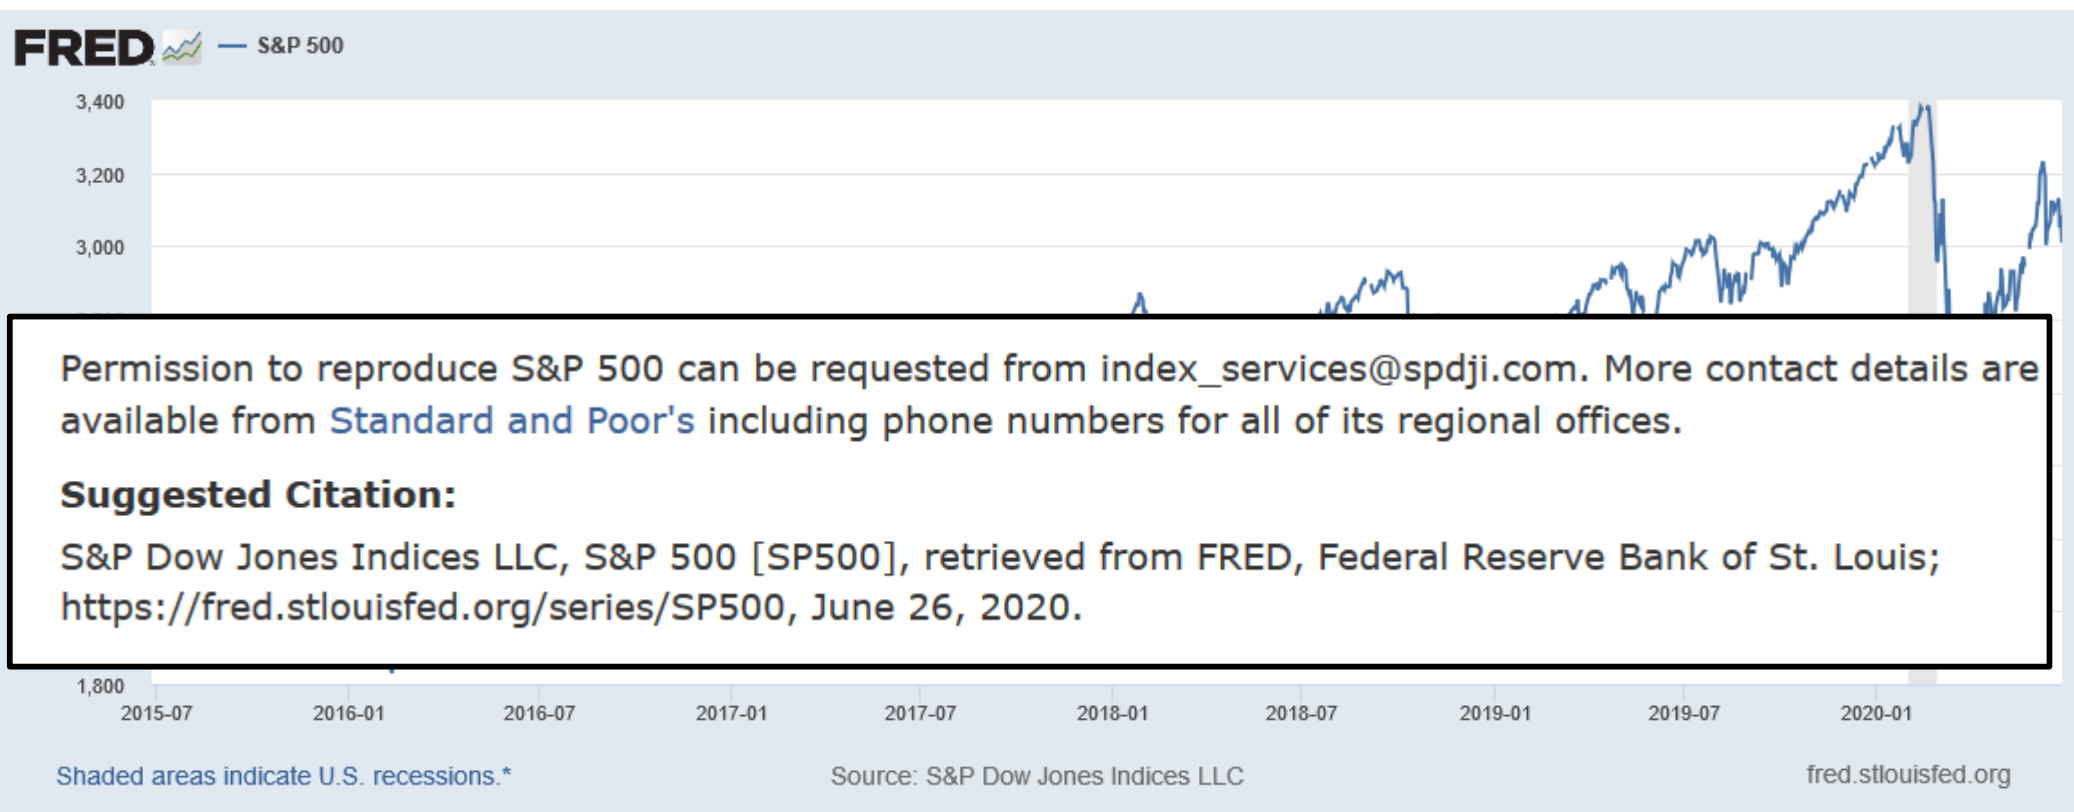 FRED
S&P 500
3,400
3,200
3,000
Permission to reproduce S&P 500 can be requested from index_services@spdji.com. More contact details are
available from Standard and Poor's including phone numbers for all of its regional offices.
Suggested Citation:
S&P Dow Jones Indices LLC, S&P 500 [SP500], retrieved from FRED, Federal Reserve Bank of St. Louis;
https://fred.stlouisfed.org/series/SP500, June 26, 2020.
1,800
2015-07 2016-01 2016-07 2017-01 2017-07 2018-01 2018-07 2019-01 2019-07 2020-01
Shaded areas indicate U.S. recessions.* Source: S&P Dow Jones Indices LLC fred.stlouisfed.org